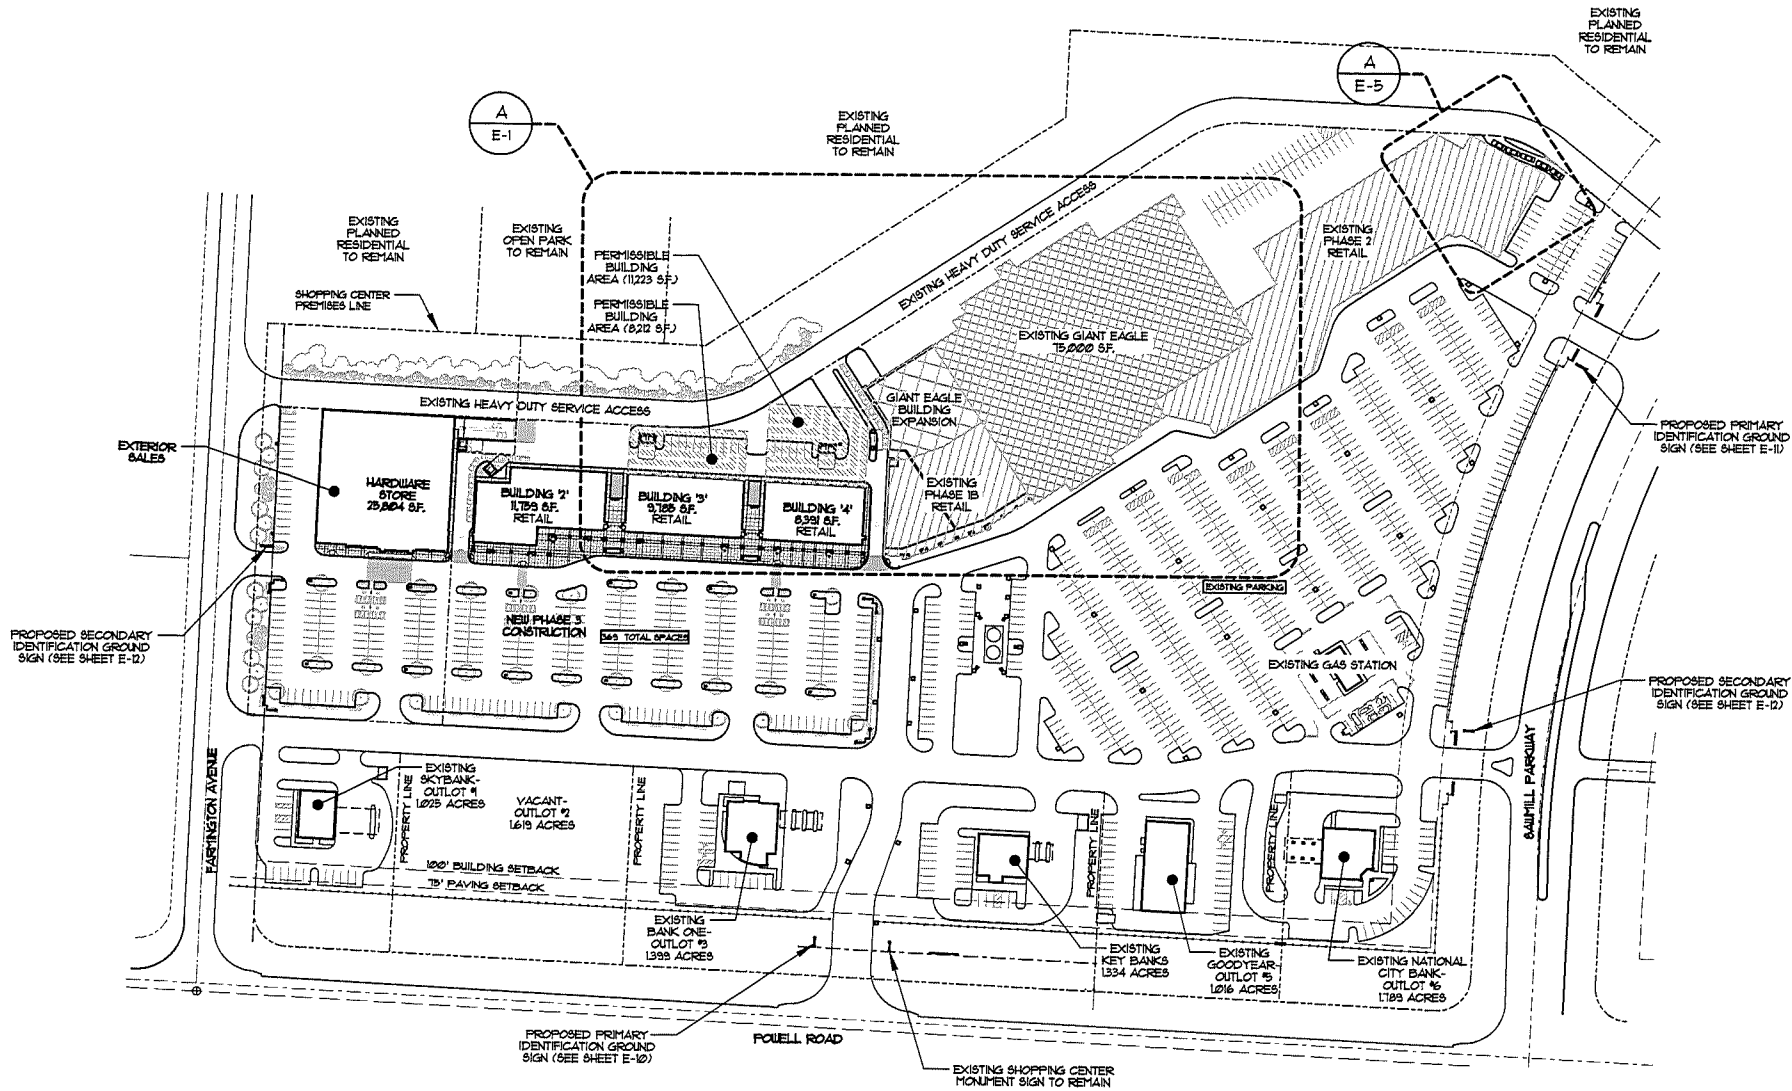 EXISTING
PLANNED
RESIDENTIAL
TO REMAIN
A
E-5
A
E-1
EXISTING
PLANNED
RESIDENTIAL
TO REMAIN
EXISTING
PLANNED
RESIDENTIAL
TO REMAIN
EXISTING
OPEN PARK
TO REMAIN
PERMISSIBLE
BUILDING
AREA (11,223 S.F.)
PERMISSIBLE
BUILDING
AREA (8,212 S.F.)
SHOPPING CENTER
PREMISES LINE
EXISTING HEAVY DUTY SERVICE ACCESS
EXISTING
PHASE 2
RETAIL
EXISTING GIANT EAGLE
75,000 S.F.
GIANT EAGLE
BUILDING
EXPANSION
EXISTING HEAVY DUTY SERVICE ACCESS
EXTERIOR
SALES
HARDWARE
STORE
25,804 S.F.
BUILDING '2'
11,759 S.F.
RETAIL
BUILDING '3'
9,788 S.F.
RETAIL
BUILDING '4'
8,391 S.F.
RETAIL
EXISTING
PHASE 1B
RETAIL
PROPOSED PRIMARY
IDENTIFICATION GROUND
SIGN (SEE SHEET E-11)
EXISTING PARKING
NEW PHASE 3
CONSTRUCTION
365 TOTAL SPACES
PROPOSED SECONDARY
IDENTIFICATION GROUND
SIGN (SEE SHEET E-12)
EXISTING GAS STATION
PROPOSED SECONDARY
IDENTIFICATION GROUND
SIGN (SEE SHEET E-12)
FARMINGTON AVENUE
SAWMILL PARKWAY
EXISTING
SKYBANK-
OUTLOT #1
1.025 ACRES
PROPERTY LINE
VACANT-
OUTLOT #2
1.619 ACRES
PROPERTY LINE
PROPERTY LINE
PROPERTY LINE
100' BUILDING SETBACK
75' PAVING SETBACK
EXISTING
BANK ONE-
OUTLOT #3
1.399 ACRES
EXISTING
KEY BANKS
1.334 ACRES
EXISTING
GOODYEAR-
OUTLOT #5
1.016 ACRES
EXISTING NATIONAL
CITY BANK-
OUTLOT #6
1.789 ACRES
PROPOSED PRIMARY
IDENTIFICATION GROUND
SIGN (SEE SHEET E-10)
POWELL ROAD
EXISTING SHOPPING CENTER
MONUMENT SIGN TO REMAIN